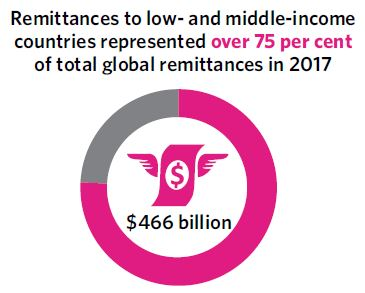 Remittances to low- and middle-income
countries represented over 75 per cent
of total global remittances in 2017
$
$466 billion